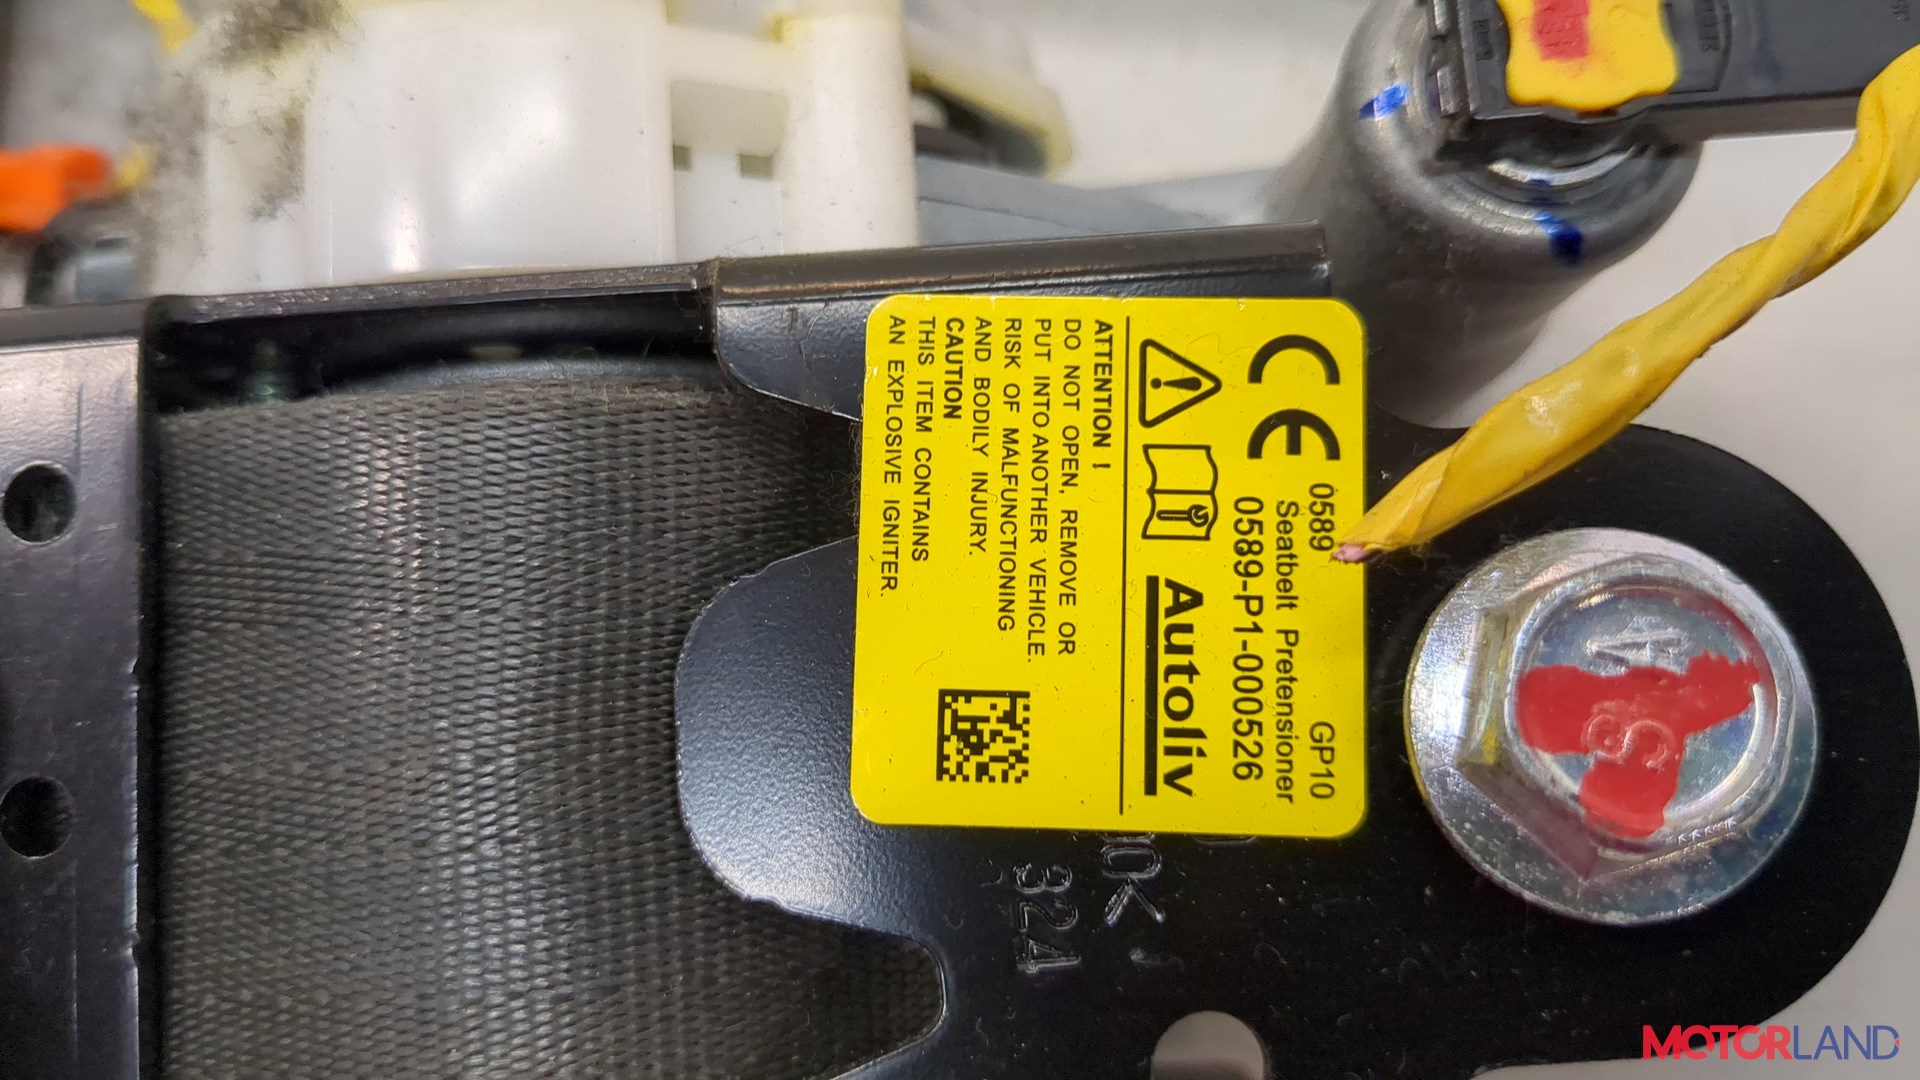 CE 0589 GP10
Seatbelt Pretensioner
0589-P1-000526
Autoliv
ATTENTION !
DO NOT OPEN, REMOVE OR
PUT INTO ANOTHER VEHICLE.
RISK OF MALFUNCTIONING
AND BODILY INJURY.
CAUTION
THIS ITEM CONTAINS
AN EXPLOSIVE IGNITER.
324
A
S
8
MOTORLAND